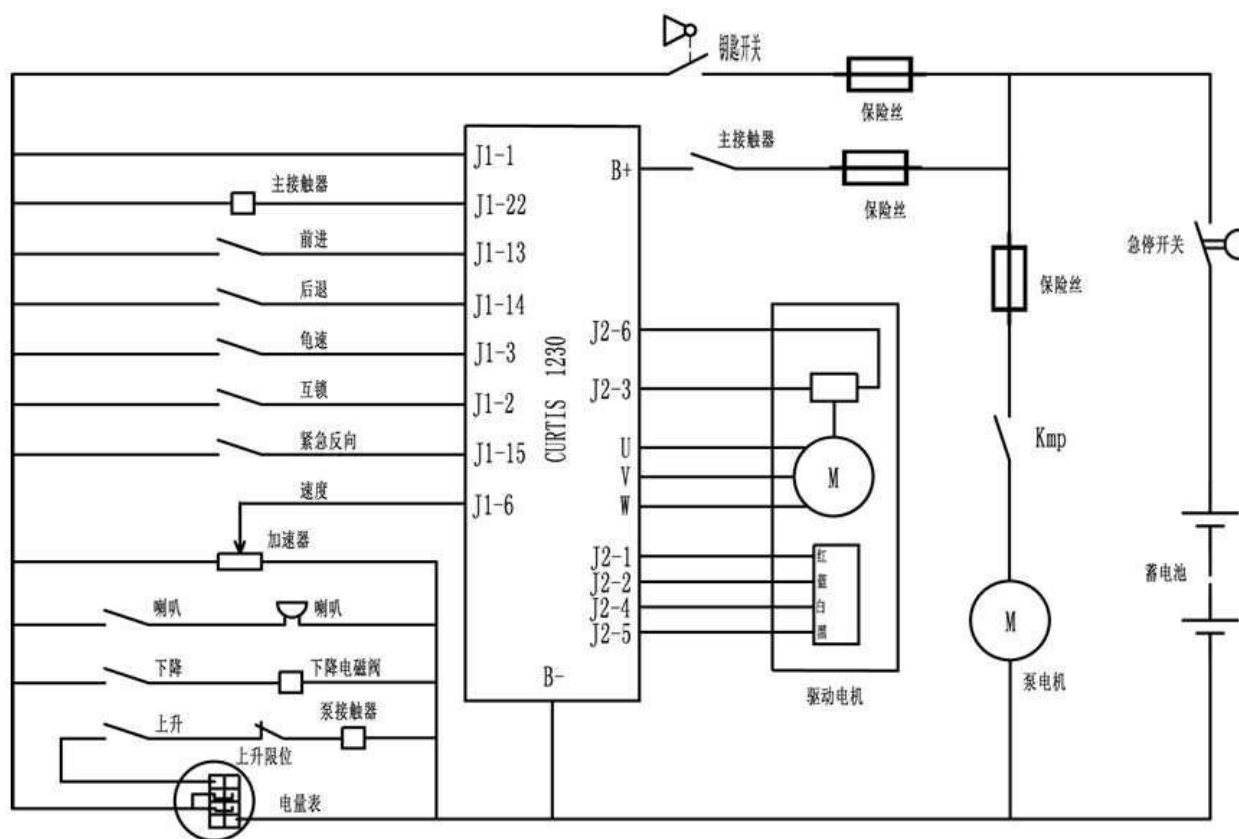 钥匙开关
保险丝
主接触器
J1-1
B+
主接触器
J1-22
保险丝
前进
J1-13
急停开关
后退
J1-14
保险丝
龟速
J1-3
J2-6
互锁
J1-2
J2-3
CURTIS 1230
紧急反向
J1-15
U
Kmp
速度
J1-6
V
M
W
加速器
J2-1
红
J2-2
蓝
蓄电池
喇叭
喇叭
J2-4
白
J2-5
黑
M
下降
下降电磁阀
B-
泵电机
驱动电机
上升
泵接触器
上升限位
电量表